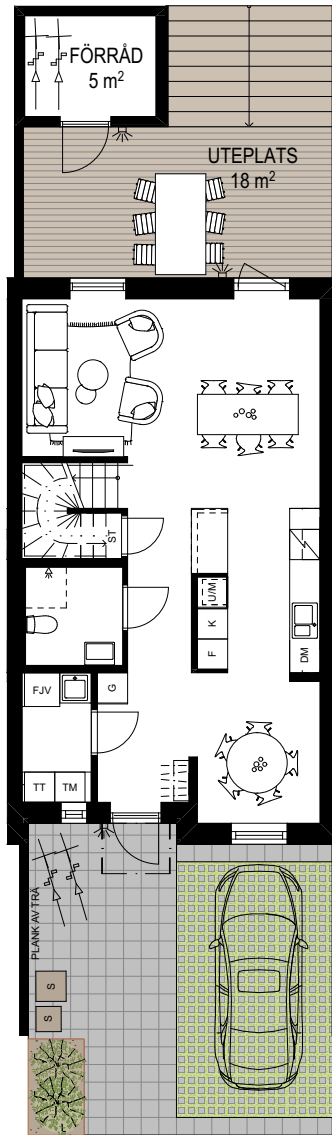 FÖRRÅD
5 m²
UTEPLATS
18 m²
ST
U/M
K
F
DM
FJV
G
TT
TM
PLANK AV TRÄ
S
S